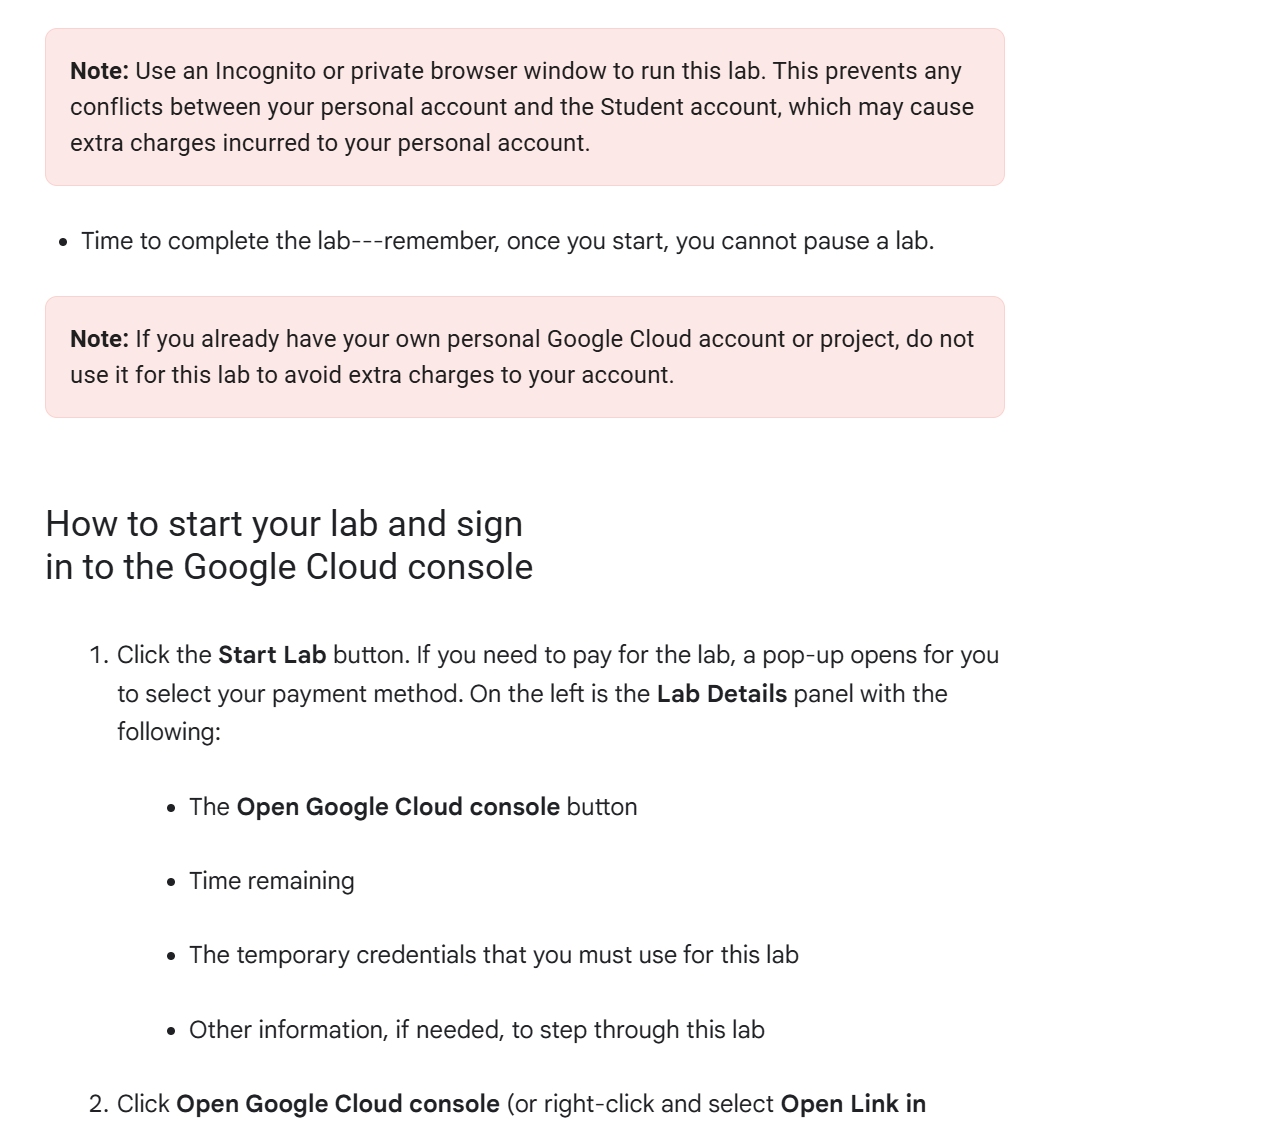 Note: Use an Incognito or private browser window to run this lab. This prevents any
conflicts between your personal account and the Student account, which may cause
extra charges incurred to your personal account.
• Time to complete the lab---remember, once you start, you cannot pause a lab.
Note: If you already have your own personal Google Cloud account or project, do not
use it for this lab to avoid extra charges to your account.
How to start your lab and sign
in to the Google Cloud console
1. Click the Start Lab button. If you need to pay for the lab, a pop-up opens for you
to select your payment method. On the left is the Lab Details panel with the
following:
• The Open Google Cloud console button
• Time remaining
• The temporary credentials that you must use for this lab
• Other information, if needed, to step through this lab
2. Click Open Google Cloud console (or right-click and select Open Link in